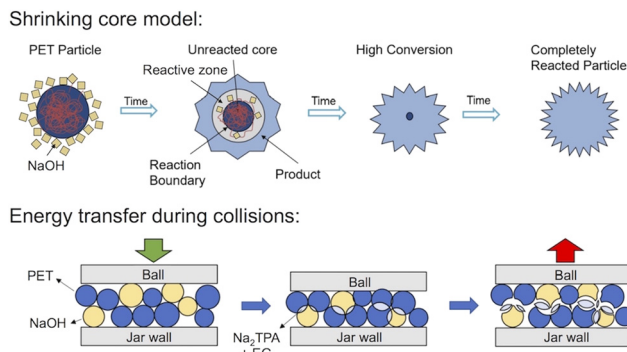 Shrinking core model:
PET Particle
Unreacted core
High Conversion
Completely
Reacted Particle
Reactive zone
Time
Time
Time
NaOH
Reaction
Boundary
Product
Energy transfer during collisions:
PET
Ball
Ball
Ball
NaOH
Jar wall
Na₂TPA
Jar wall
Jar wall